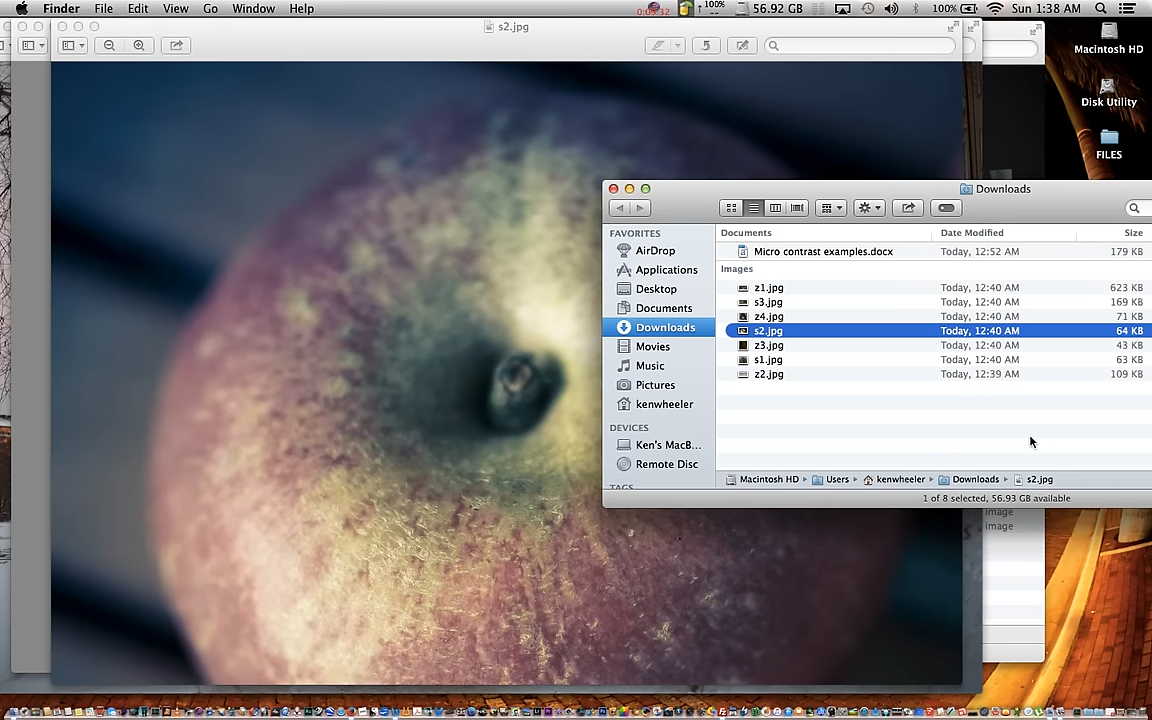 Finder File Edit View Go Window Help 0:05:32 100% 56.92 GB 100% Sun 1:38 AM
s2.jpg
5
Macintosh HD
Disk Utility
FILES
Downloads
FAVORITES
AirDrop
Applications
Desktop
Documents
Downloads
Movies
Music
Pictures
kenwheeler
DEVICES
Ken's MacB...
Remote Disc
TAGS
Documents Date Modified Size
Micro contrast examples.docx Today, 12:52 AM 179 KB
Images
z1.jpg Today, 12:40 AM 623 KB
s3.jpg Today, 12:40 AM 169 KB
z4.jpg Today, 12:40 AM 71 KB
s2.jpg Today, 12:40 AM 64 KB
z3.jpg Today, 12:40 AM 43 KB
s1.jpg Today, 12:40 AM 63 KB
z2.jpg Today, 12:39 AM 109 KB
Macintosh HD Users kenwheeler Downloads s2.jpg
1 of 8 selected, 56.93 GB available
image
image